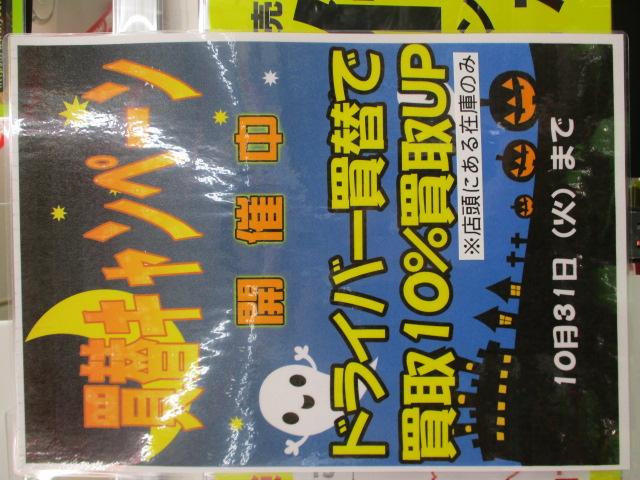 買替キャンペーン
開催中
ドライバー買替で
買取10%買取UP
※店頭にある在庫のみ
10月31日（火）まで
売